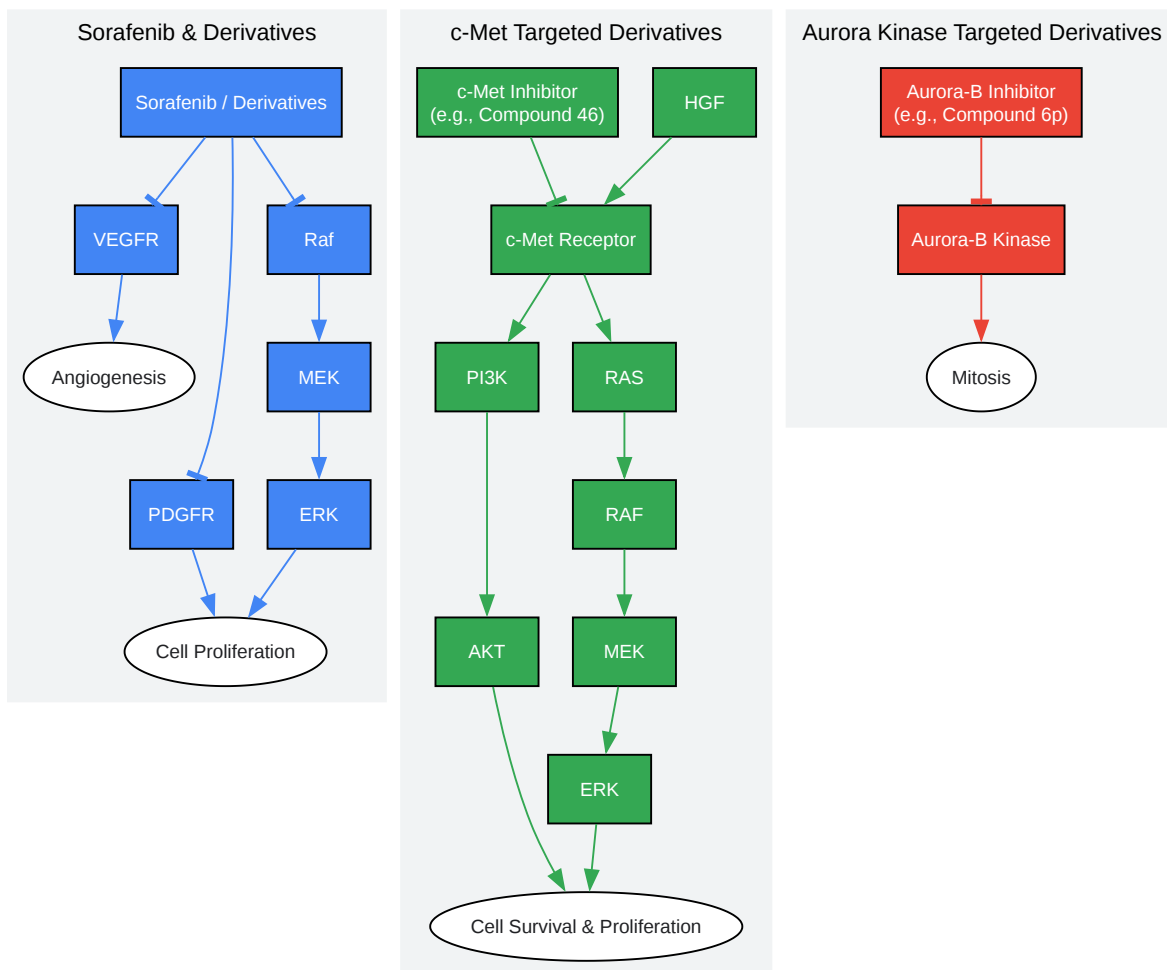 Sorafenib & Derivatives
Sorafenib / Derivatives
VEGFR
Raf
Angiogenesis
MEK
PDGFR
ERK
Cell Proliferation
c-Met Targeted Derivatives
c-Met Inhibitor
(e.g., Compound 46)
HGF
c-Met Receptor
PI3K
RAS
RAF
AKT
MEK
ERK
Cell Survival & Proliferation
Aurora Kinase Targeted Derivatives
Aurora-B Inhibitor
(e.g., Compound 6p)
Aurora-B Kinase
Mitosis